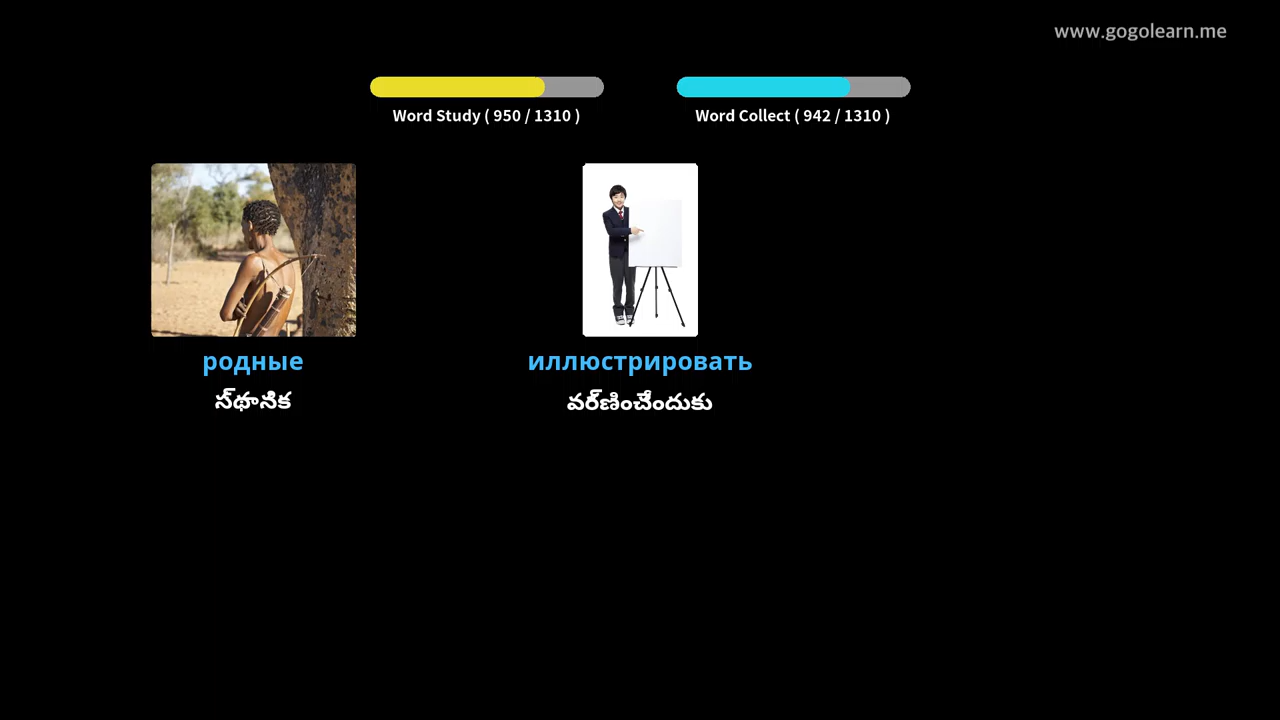 www.gogolearn.me
Word Study ( 950 / 1310 )
Word Collect ( 942 / 1310 )
родные
స్థానిక
иллюстрировать
వర్ణించేందుకు